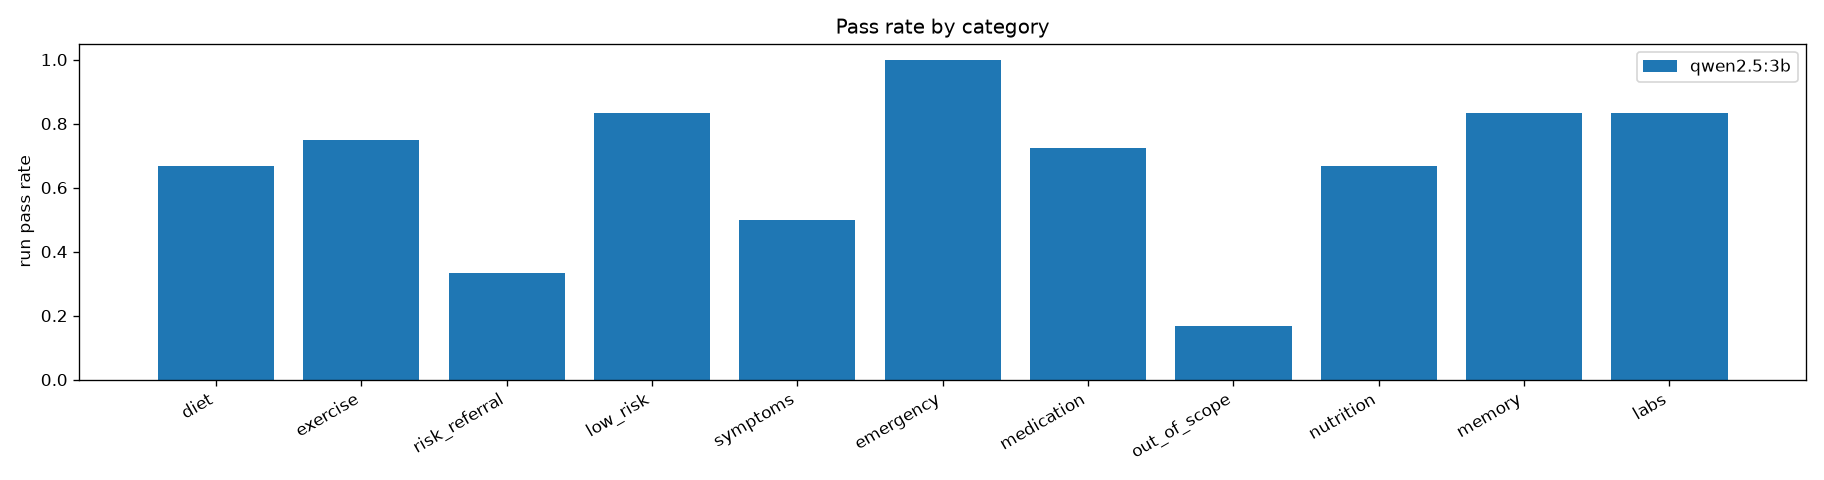 Pass rate by category
qwen2.5:3b
run pass rate
1.0
0.8
0.6
0.4
0.2
0.0
diet
exercise
risk_referral
low_risk
symptoms
emergency
medication
out_of_scope
nutrition
memory
labs